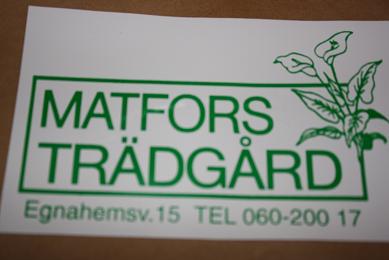 MATFORS
TRÄDGÅRD
Egnahemsv.15 TEL 060-200 17